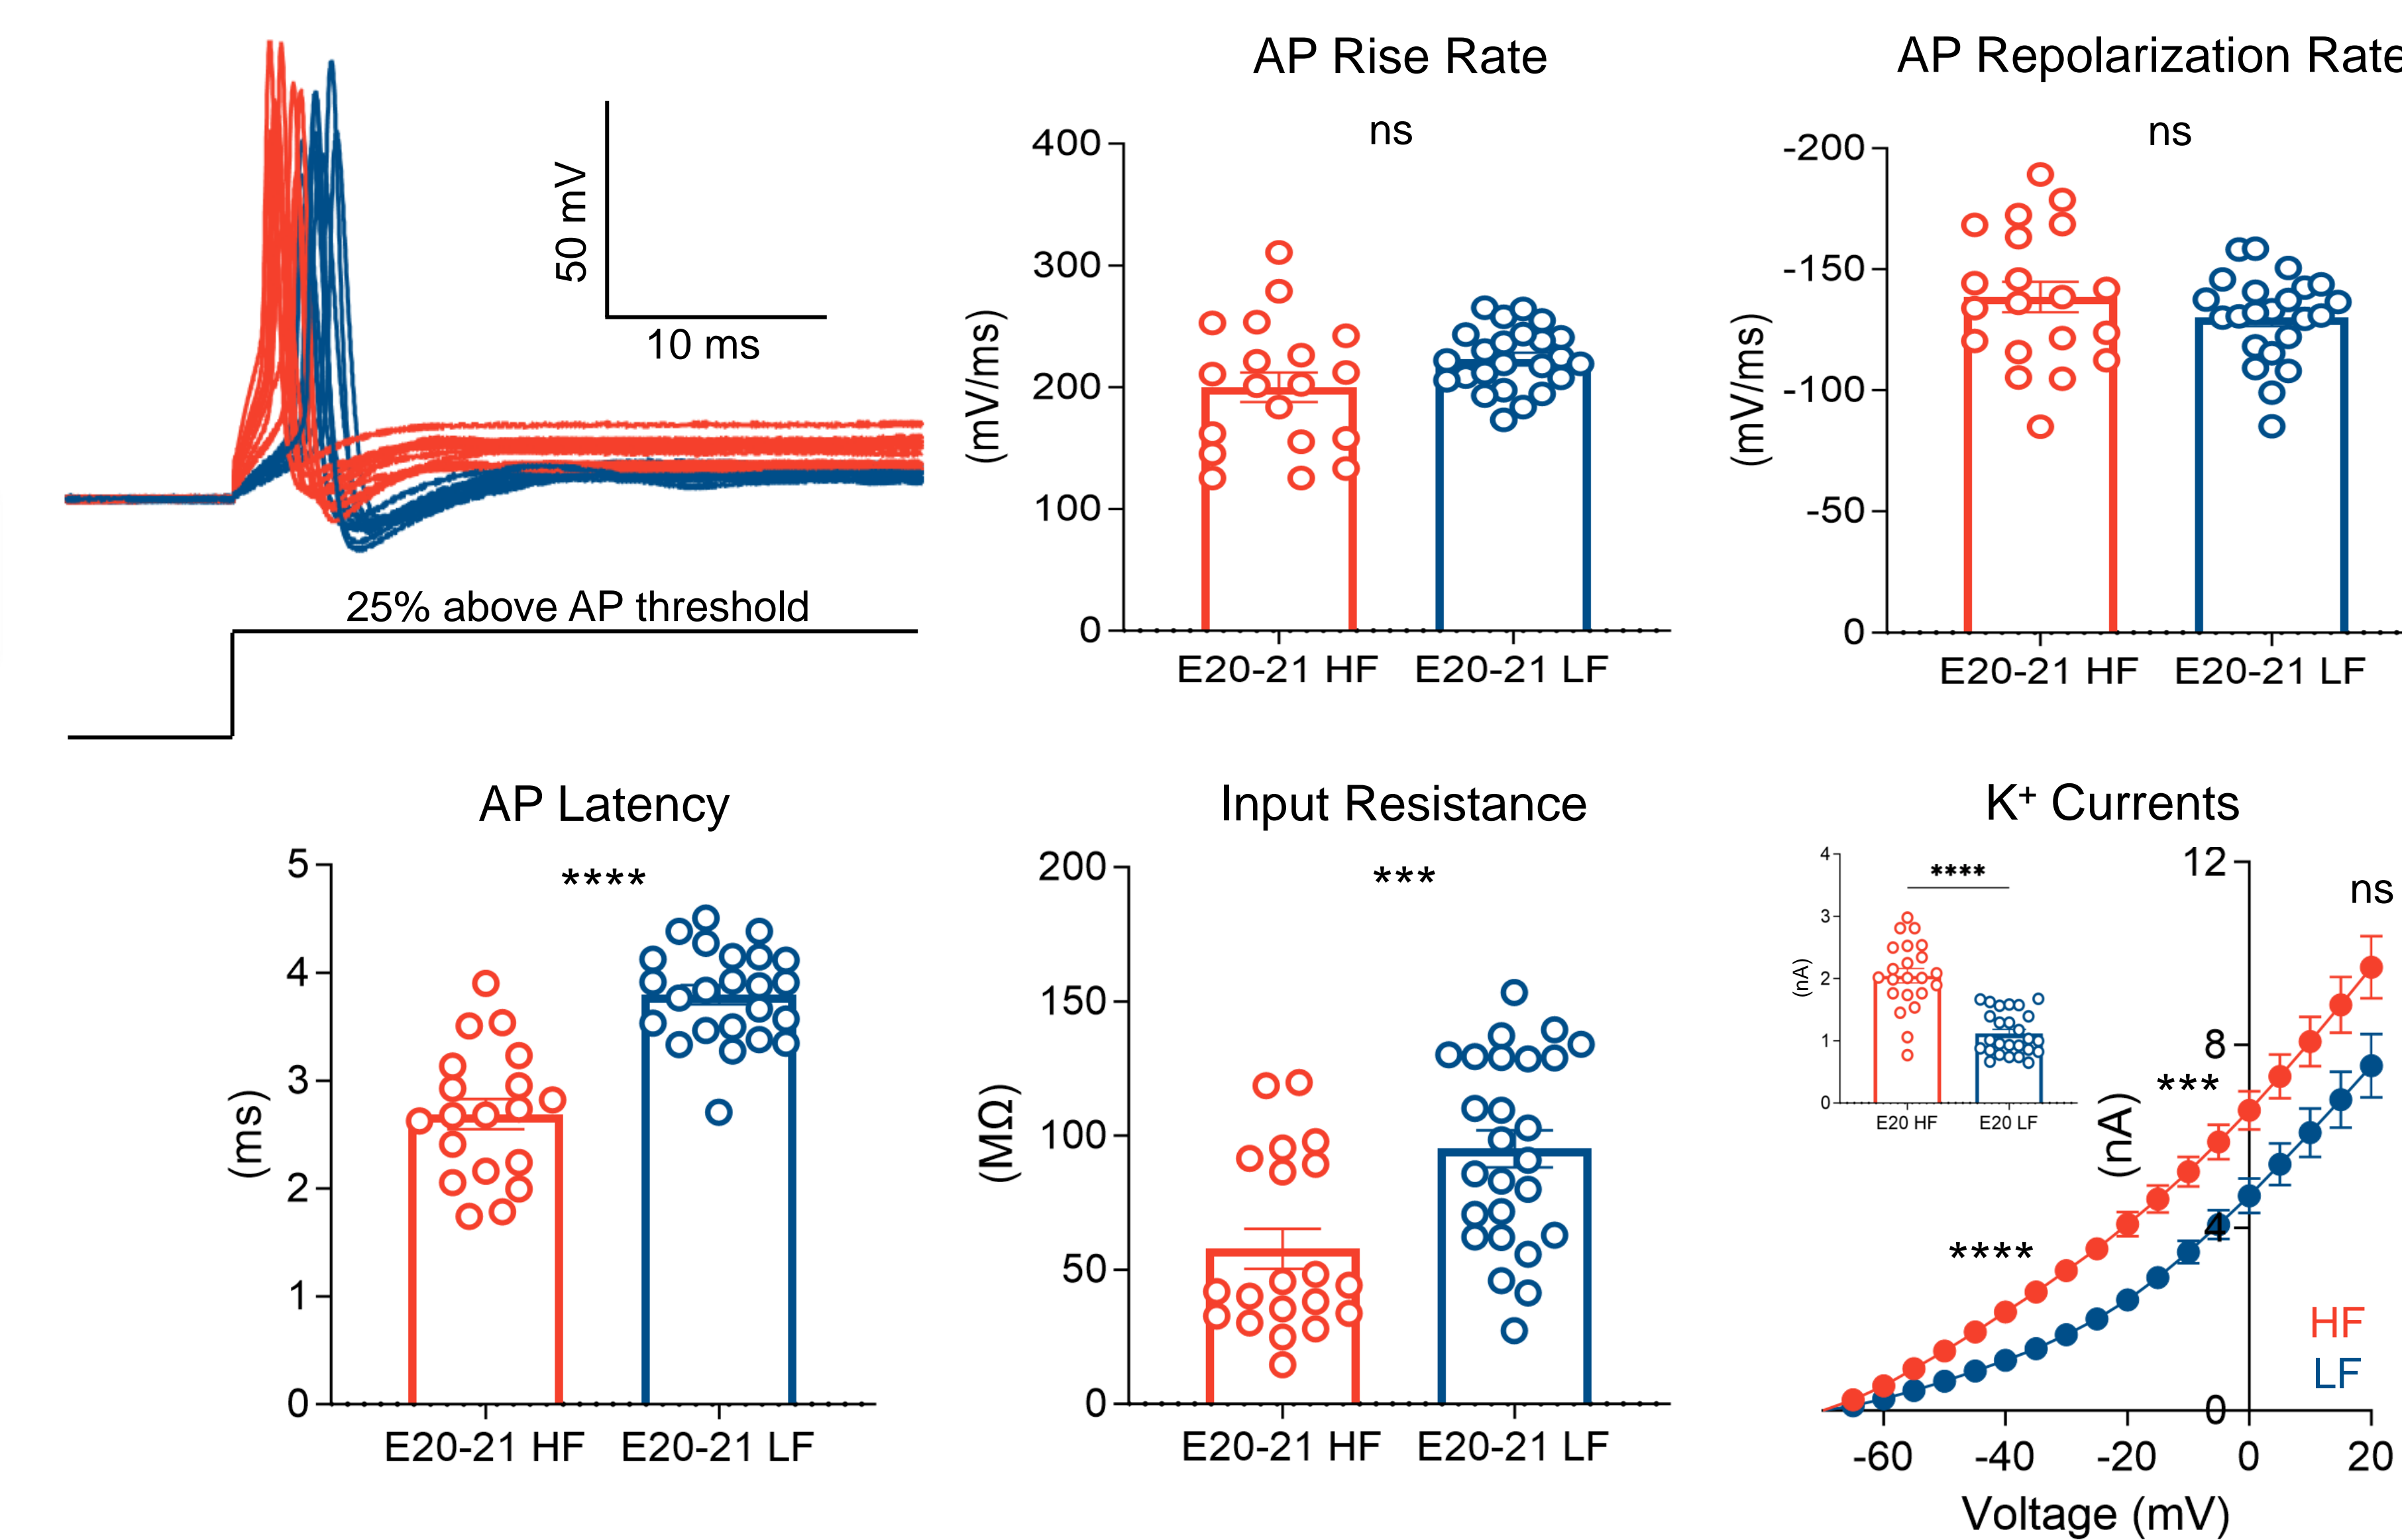 50 mV
10 ms
25% above AP threshold
AP Rise Rate
ns
(mV/ms)
400
300
200
100
0
E20-21 HF E20-21 LF
AP Repolarization Rate
ns
(mV/ms)
-200
-150
-100
-50
0
E20-21 HF E20-21 LF
AP Latency
****
(ms)
5
4
3
2
1
0
E20-21 HF E20-21 LF
Input Resistance
***
(MΩ)
200
150
100
50
0
E20-21 HF E20-21 LF
K+ Currents
****
(nA)
4
3
2
1
0
E20 HF E20 LF
12
8
4
0
(nA)
ns
***
****
HF
LF
-60 -40 -20 0 20
Voltage (mV)